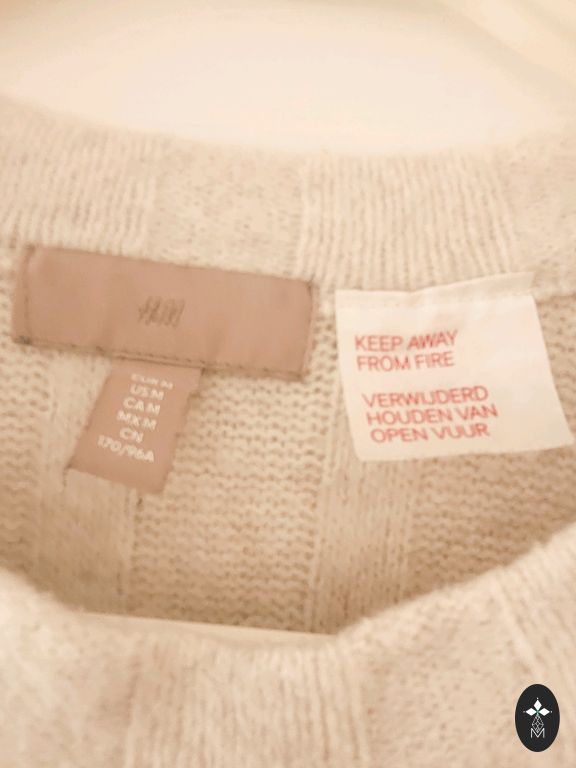 H&M
EUR M
US M
CA M
MX M
CN
170/96A
KEEP AWAY
FROM FIRE
VERWIJDERD
HOUDEN VAN
OPEN VUUR
M